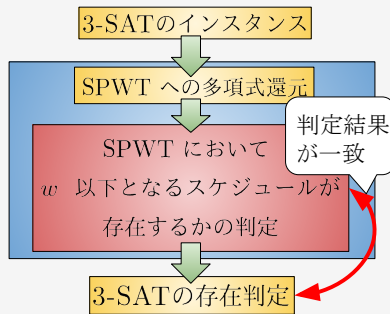 3-SATのインスタンス
SPWT への多項式還元
判定結果
が一致
SPWT において
w 以下となるスケジュールが
存在するかの判定
3-SATの存在判定